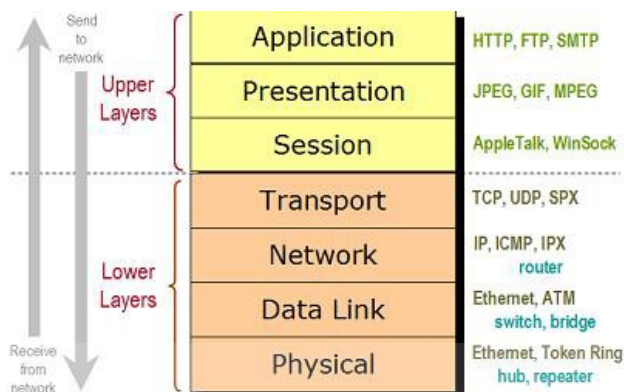 Send
to
network
Upper
Layers
Application
HTTP, FTP, SMTP
Presentation
JPEG, GIF, MPEG
Session
AppleTalk, WinSock
Lower
Layers
Transport
TCP, UDP, SPX
Network
IP, ICMP, IPX
router
Data Link
Ethernet, ATM
switch, bridge
Physical
Ethernet, Token Ring
hub, repeater
Receive
from
network